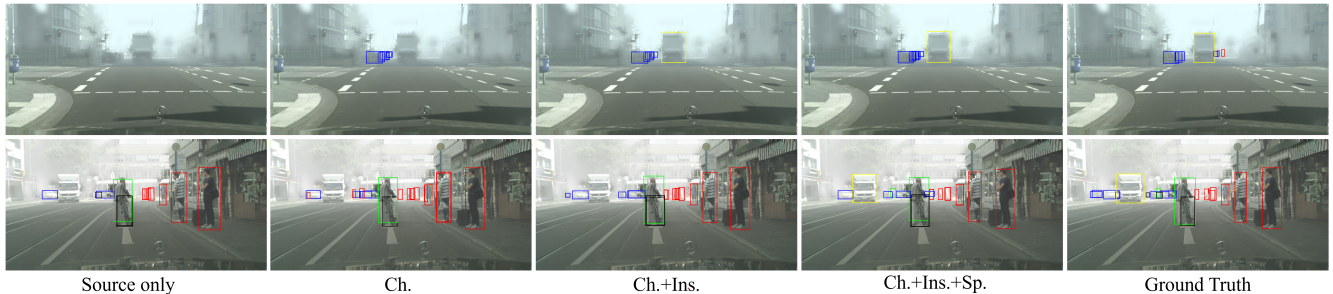 Source only
Ch.
Ch.+Ins.
Ch.+Ins.+Sp.
Ground Truth